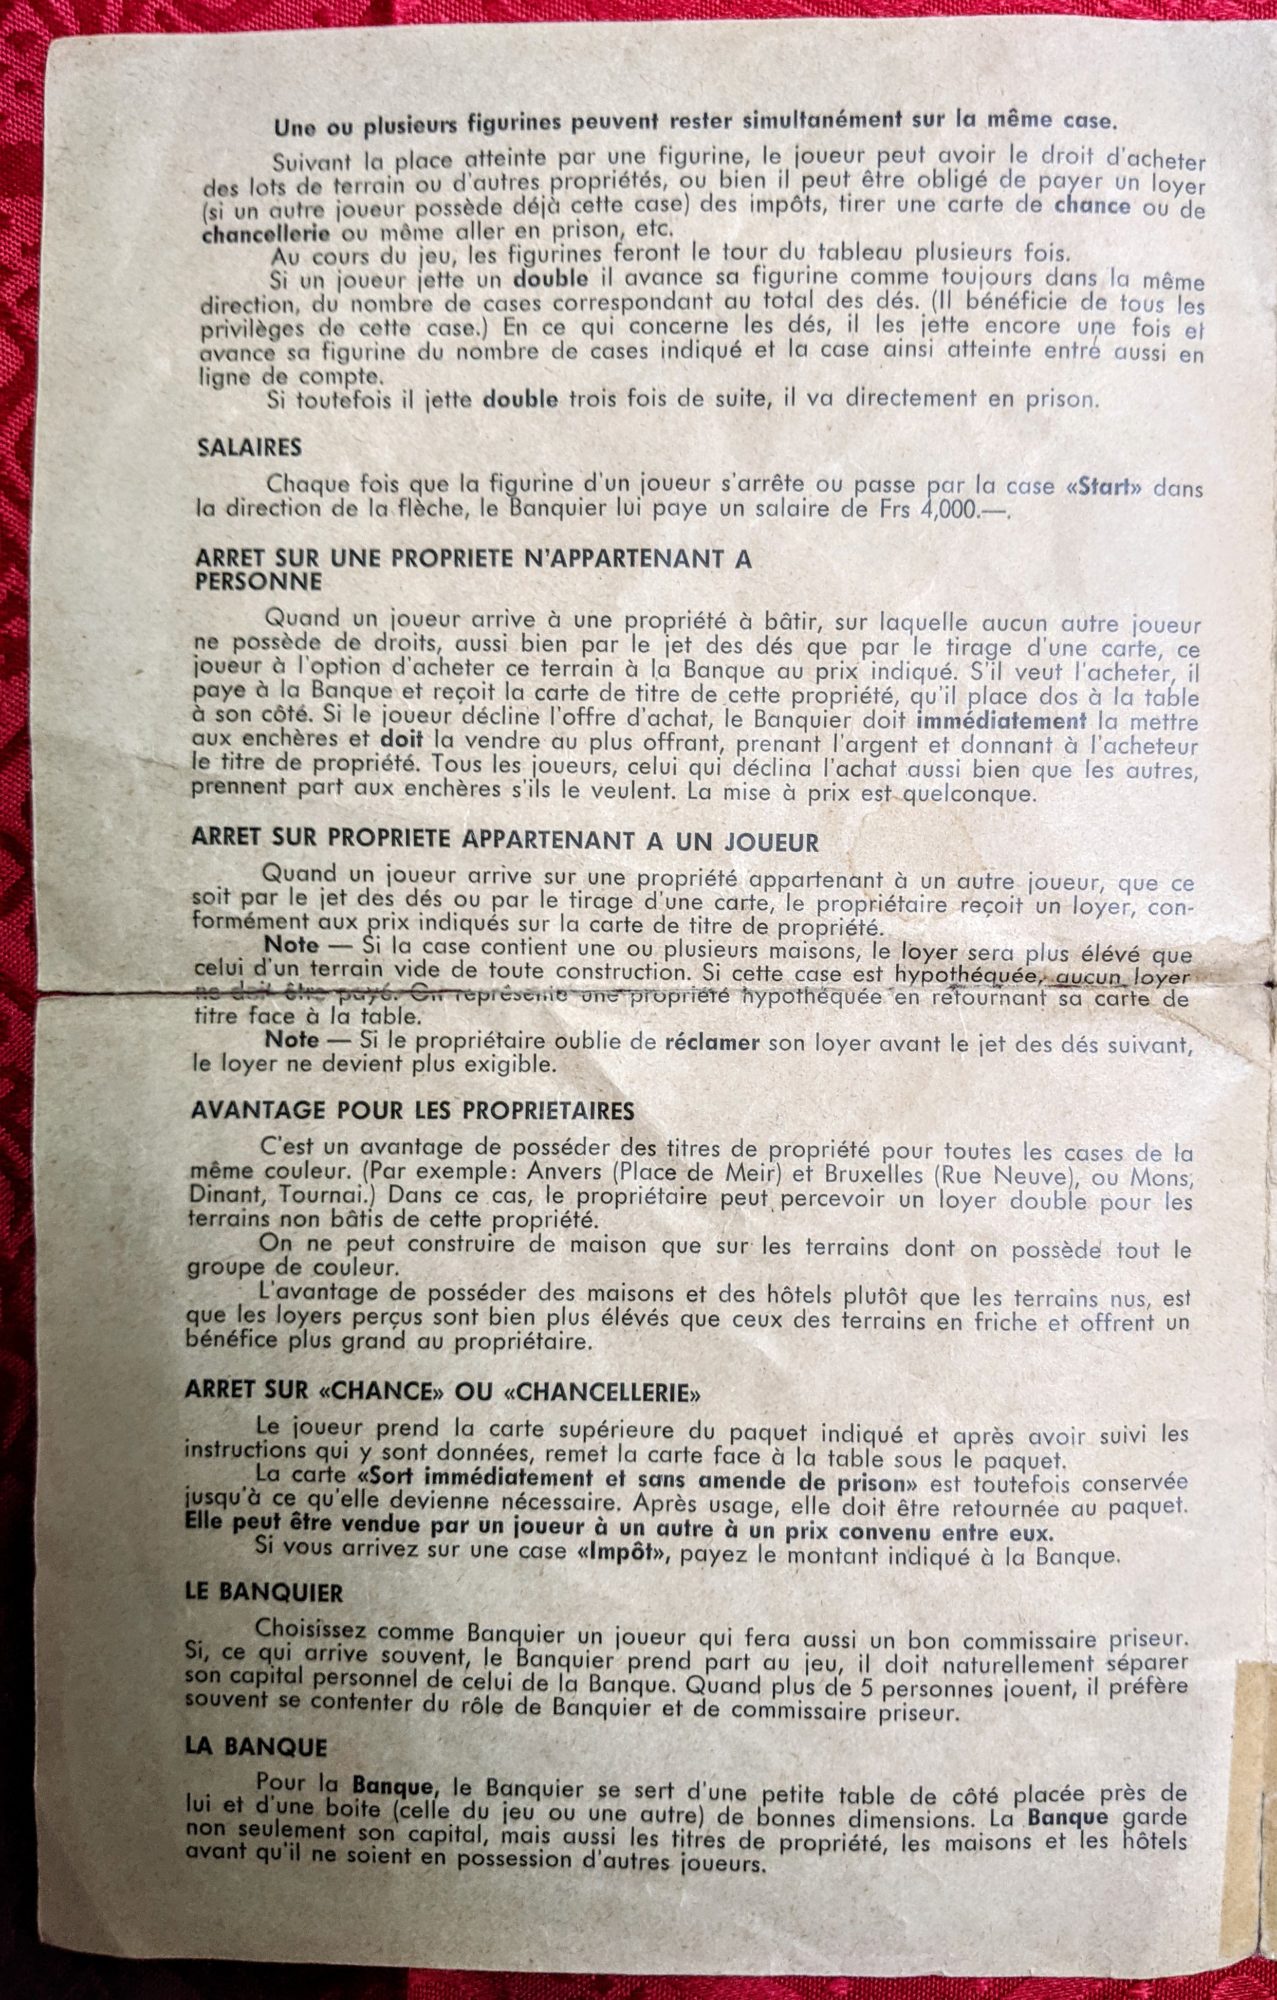 Une ou plusieurs figurines peuvent rester simultanément sur la même case.
Suivant la place atteinte par une figurine, le joueur peut avoir le droit d'acheter
des lots de terrain ou d'autres propriétés, ou bien il peut être obligé de payer un loyer
(si un autre joueur possède déjà cette case) des impôts, tirer une carte de chance ou de
chancellerie ou même aller en prison, etc.
Au cours du jeu, les figurines feront le tour du tableau plusieurs fois.
Si un joueur jette un double il avance sa figurine comme toujours dans la même
direction, du nombre de cases correspondant au total des dés. (Il bénéficie de tous les
privilèges de cette case.) En ce qui concerne les dés, il les jette encore une fois et
avance sa figurine du nombre de cases indiqué et la case ainsi atteinte entre aussi en
ligne de compte.
Si toutefois il jette double trois fois de suite, il va directement en prison.
SALAIRES
Chaque fois que la figurine d'un joueur s'arrête ou passe par la case «Start» dans
la direction de la flèche, le Banquier lui paye un salaire de Frs 4,000.—.
ARRET SUR UNE PROPRIETE N'APPARTENANT A
PERSONNE
Quand un joueur arrive à une propriété à bâtir, sur laquelle aucun autre joueur
ne possède de droits, aussi bien par le jet des dés que par le tirage d'une carte, ce
joueur à l'option d'acheter ce terrain à la Banque au prix indiqué. S'il veut l'acheter, il
paye à la Banque et reçoit la carte de titre de cette propriété, qu'il place dos à la table
à son côté. Si le joueur décline l'offre d'achat, le Banquier doit immédiatement la mettre
aux enchères et doit la vendre au plus offrant, prenant l'argent et donnant à l'acheteur
le titre de propriété. Tous les joueurs, celui qui déclina l'achat aussi bien que les autres,
prennent part aux enchères s'ils le veulent. La mise à prix est quelconque.
ARRET SUR PROPRIETE APPARTENANT A UN JOUEUR
Quand un joueur arrive sur une propriété appartenant à un autre joueur, que ce
soit par le jet des dés ou par le tirage d'une carte, le propriétaire reçoit un loyer, con-
formément aux prix indiqués sur la carte de titre de propriété.
Note — Si la case contient une ou plusieurs maisons, le loyer sera plus élévé que
celui d'un terrain vide de toute construction. Si cette case est hypothéquée, aucun loyer
ne doit être payé. On représente une propriété hypothéquée en retournant sa carte de
titre face à la table.
Note — Si le propriétaire oublie de réclamer son loyer avant le jet des dés suivant,
le loyer ne devient plus exigible.
AVANTAGE POUR LES PROPRIETAIRES
C'est un avantage de posséder des titres de propriété pour toutes les cases de la
même couleur. (Par exemple: Anvers (Place de Meir) et Bruxelles (Rue Neuve), ou Mons,
Dinant, Tournai.) Dans ce cas, le propriétaire peut percevoir un loyer double pour les
terrains non bâtis de cette propriété.
On ne peut construire de maison que sur les terrains dont on possède tout le
groupe de couleur.
L'avantage de posséder des maisons et des hôtels plutôt que les terrains nus, est
que les loyers perçus sont bien plus élévés que ceux des terrains en friche et offrent un
bénéfice plus grand au propriétaire.
ARRET SUR «CHANCE» OU «CHANCELLERIE»
Le joueur prend la carte supérieure du paquet indiqué et après avoir suivi les
instructions qui y sont données, remet la carte face à la table sous le paquet.
La carte «Sort immédiatement et sans amende de prison» est toutefois conservée
jusqu'à ce qu'elle devienne nécessaire. Après usage, elle doit être retournée au paquet.
Elle peut être vendue par un joueur à un autre à un prix convenu entre eux.
Si vous arrivez sur une case «Impôt», payez le montant indiqué à la Banque.
LE BANQUIER
Choisissez comme Banquier un joueur qui fera aussi un bon commissaire priseur.
Si, ce qui arrive souvent, le Banquier prend part au jeu, il doit naturellement séparer
son capital personnel de celui de la Banque. Quand plus de 5 personnes jouent, il préfère
souvent se contenter du rôle de Banquier et de commissaire priseur.
LA BANQUE
Pour la Banque, le Banquier se sert d'une petite table de côté placée près de
lui et d'une boite (celle du jeu ou une autre) de bonnes dimensions. La Banque garde
non seulement son capital, mais aussi les titres de propriété, les maisons et les hôtels
avant qu'il ne soient en possession d'autres joueurs.